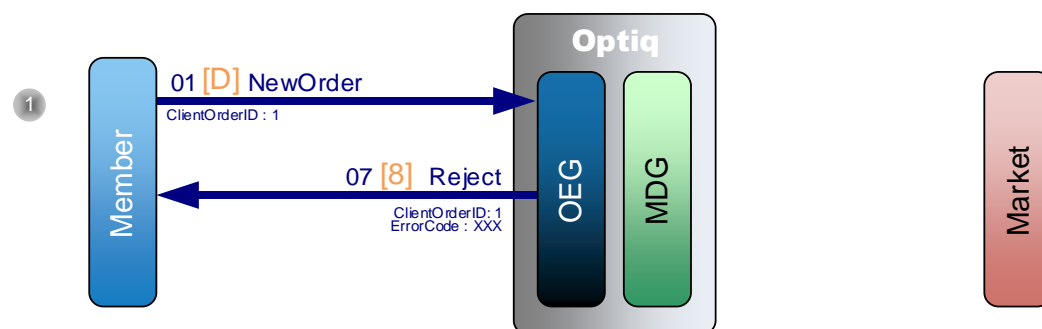 Optiq
1
01 [D] NewOrder
ClientOrderID : 1
Member
07 [8] Reject
ClientOrderID: 1
ErrorCode : XXX
OEG
MDG
Market